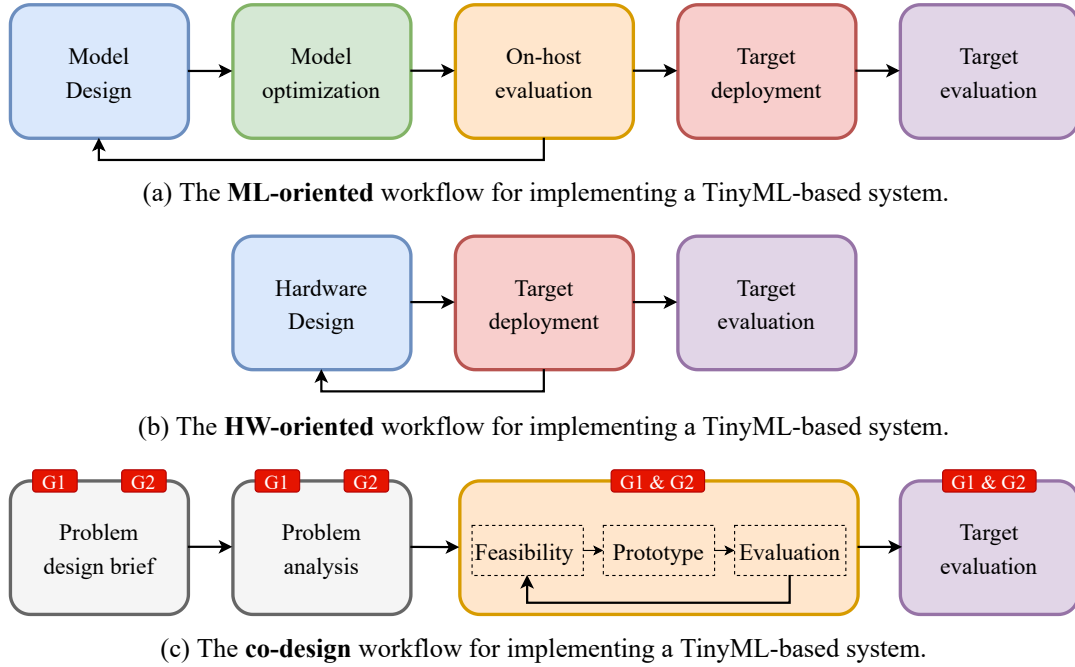 Model
Design
Model
optimization
On-host
evaluation
Target
deployment
Target
evaluation
(a) The ML-oriented workflow for implementing a TinyML-based system.
Hardware
Design
Target
deployment
Target
evaluation
(b) The HW-oriented workflow for implementing a TinyML-based system.
G1
G2
Problem
design brief
G1
G2
Problem
analysis
G1 & G2
Feasibility
Prototype
Evaluation
G1 & G2
Target
evaluation
(c) The co-design workflow for implementing a TinyML-based system.